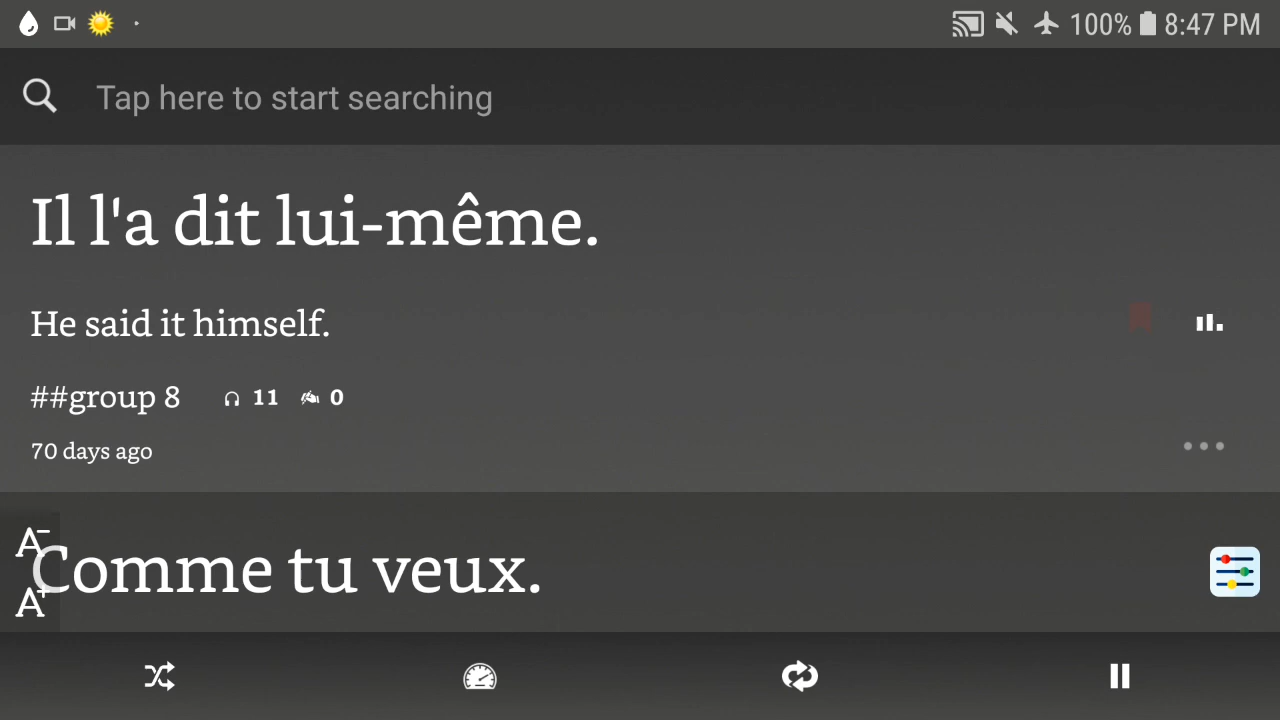 100% 8:47 PM
Tap here to start searching
Il l'a dit lui-même.
He said it himself.
##group 8 11 0
70 days ago
A-
Comme tu veux.
A+